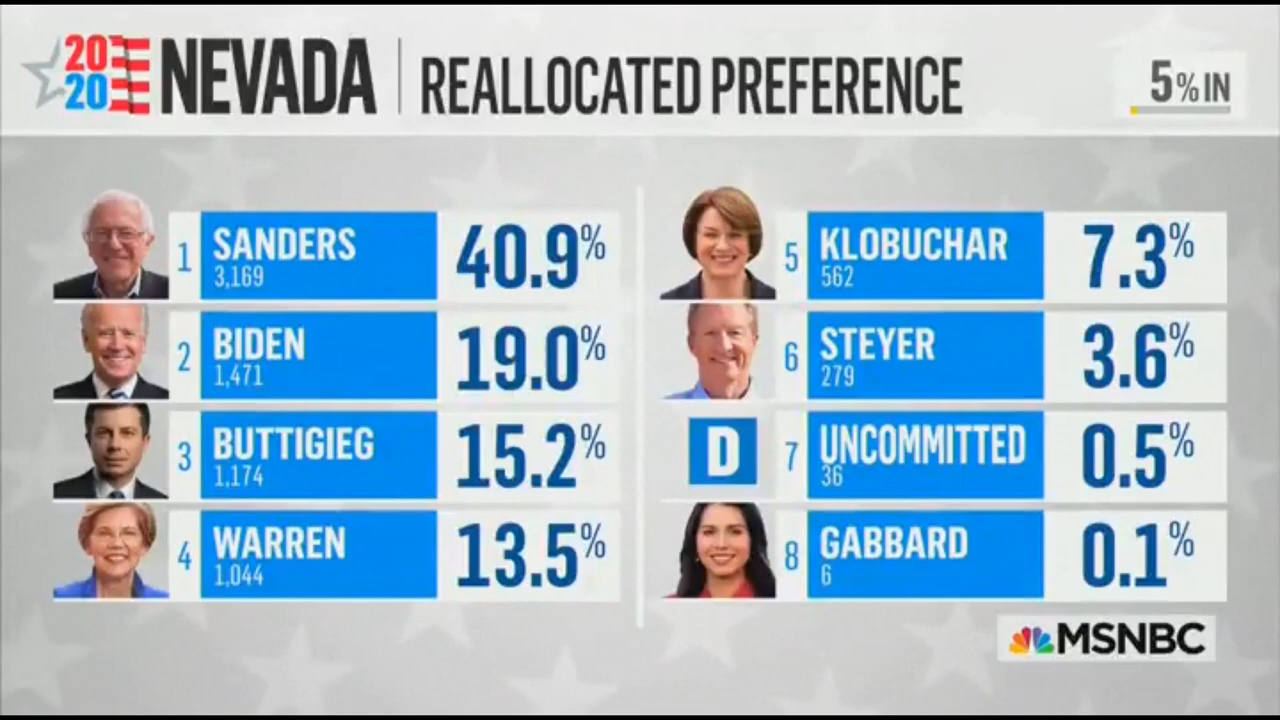 2020 NEVADA REALLOCATED PREFERENCE 5% IN
1 SANDERS 40.9%
3,169
2 BIDEN 19.0%
1,471
3 BUTTIGIEG 15.2%
1,174
4 WARREN 13.5%
1,044
5 KLOBUCHAR 7.3%
562
6 STEYER 3.6%
279
D 7 UNCOMMITTED 0.5%
36
8 GABBARD 0.1%
6
MSNBC